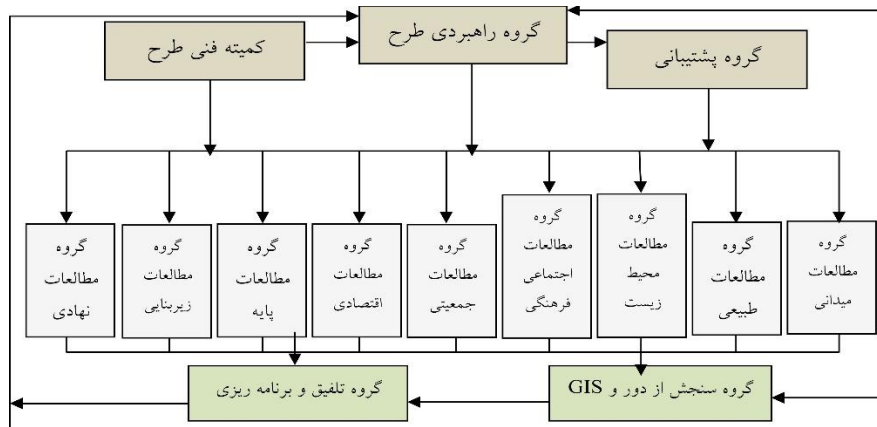 گروه راهبردی طرح
کمیته فنی طرح
گروه پشتیبانی
گروه
مطالعات
میدانی
گروه
مطالعات
طبیعی
گروه
مطالعات
محیط
زیست
گروه
مطالعات
اجتماعی
فرهنگی
گروه
مطالعات
جمعیتی
گروه
مطالعات
اقتصادی
گروه
مطالعات
پایه
گروه
مطالعات
زیربنایی
گروه
مطالعات
نهادی
گروه سنجش از دور و GIS
گروه تلفیق و برنامه ریزی